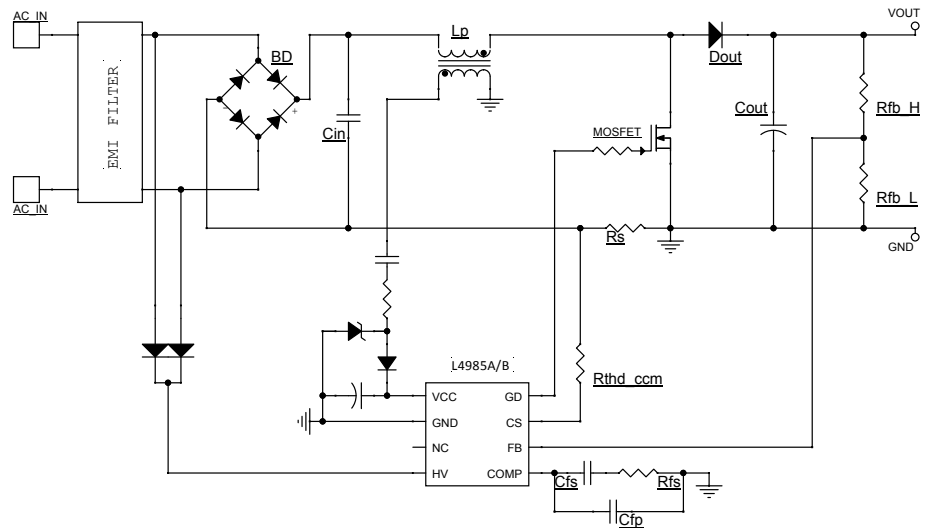 AC_IN
VOUT
Lp
BD
Dout
EMI FILTER
Cin
Cout
Rfb_H
MOSFET
- +
Rfb_L
AC_IN
Rs
GND
L4985A/B
Rthd_ccm
VCC GD
GND CS
NC FB
HV COMP
Cfs Rfs
Cfp